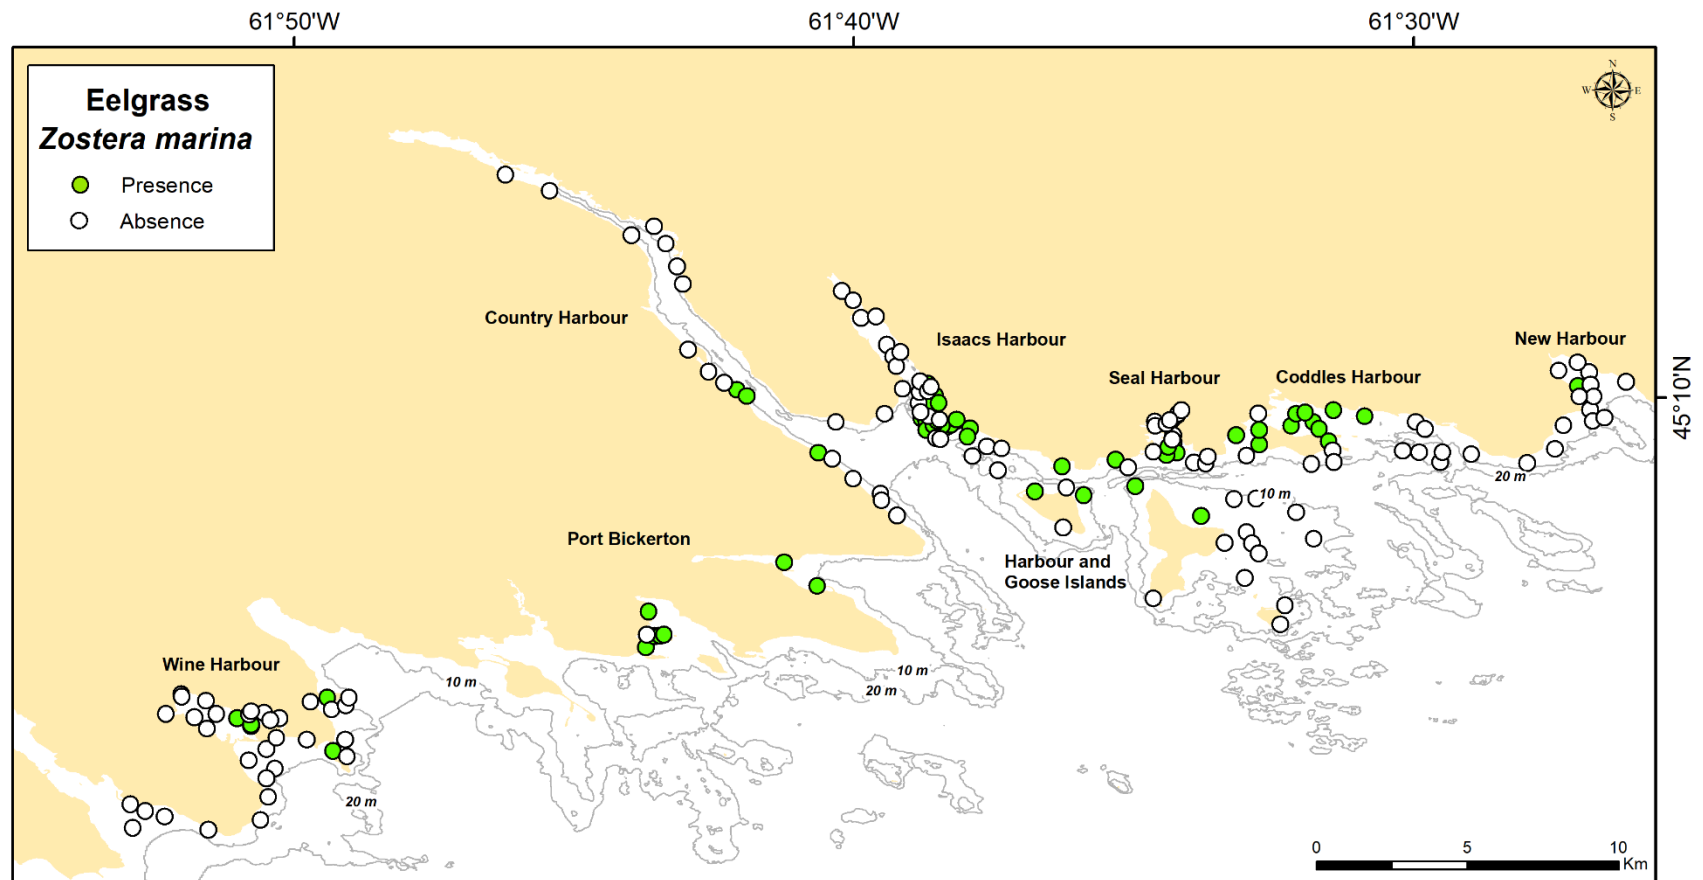 61°50'W
61°40'W
61°30'W
Eelgrass
Zostera marina
Presence
Absence
N
W
E
S
Country Harbour
Isaacs Harbour
New Harbour
Seal Harbour
Coddles Harbour
45°10'N
20 m
10 m
Port Bickerton
Harbour and
Goose Islands
Wine Harbour
10 m
10 m
20 m
20 m
0
5
10
Km